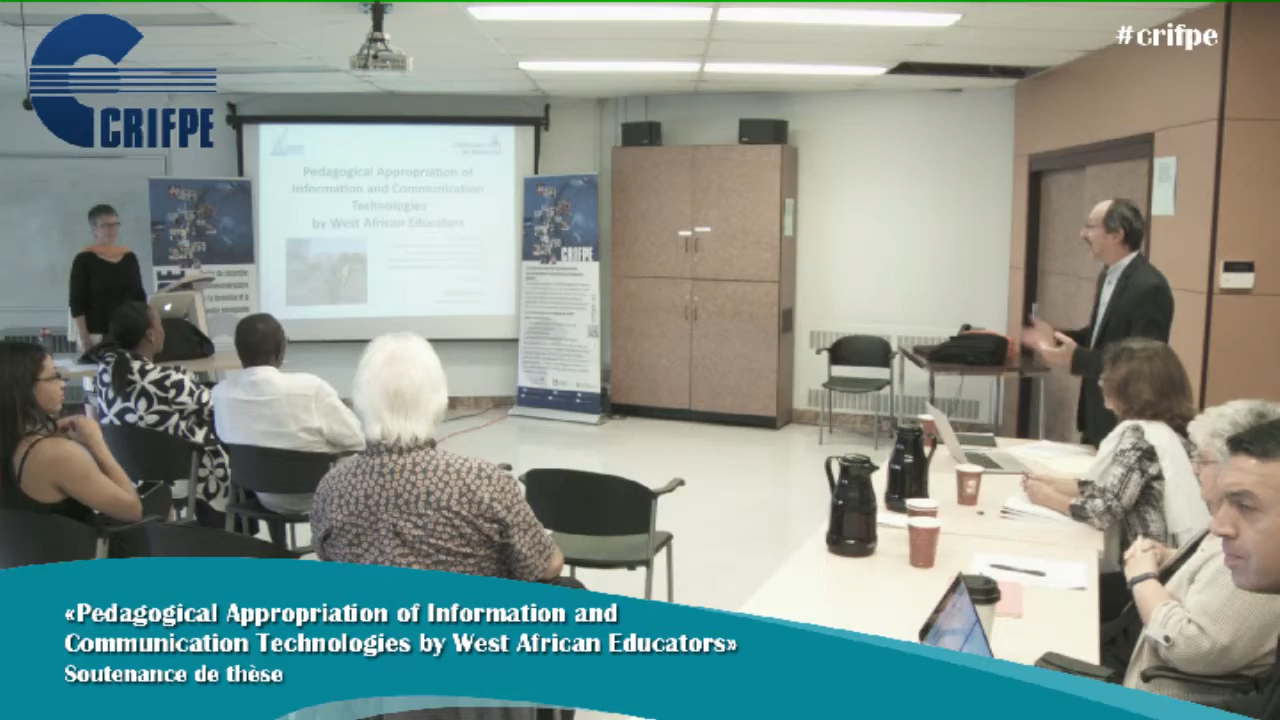 #crifpe
CRIFPE
Pedagogical Appropriation of
Information and Communication
Technologies
by West African Educators
CRIFPE
«Pedagogical Appropriation of Information and
Communication Technologies by West African Educators»
Soutenance de thèse